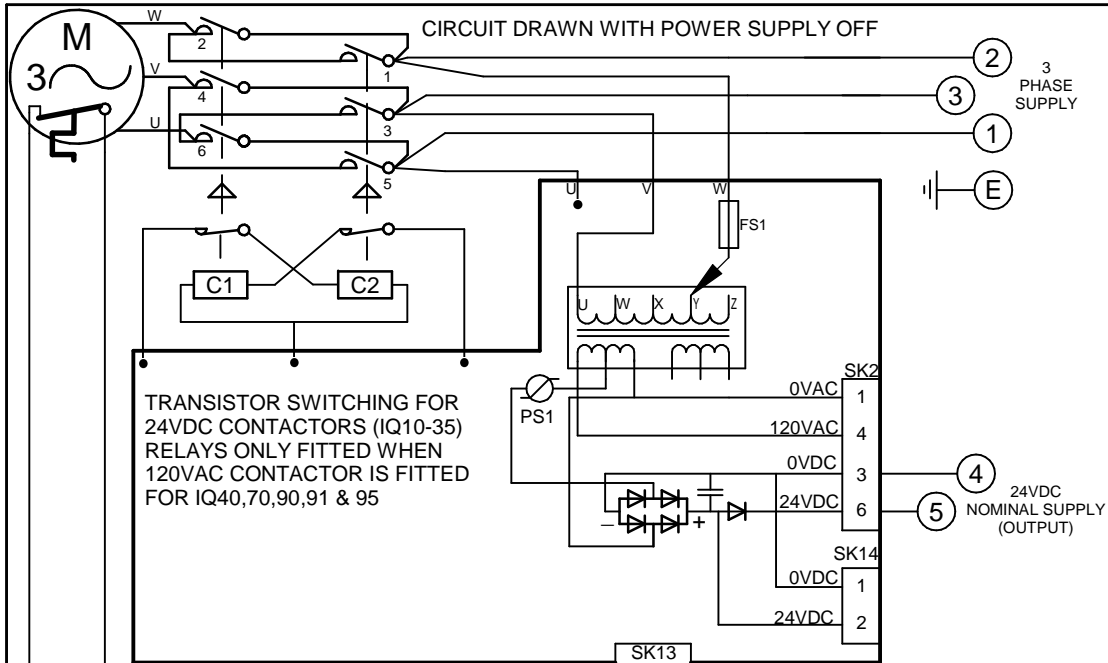 CIRCUIT DRAWN WITH POWER SUPPLY OFF
W
M
3
2
1
2
3
PHASE
SUPPLY
V
4
3
3
U
6
5
1
E
U
V
W
FS1
C1
C2
U
W
X
Y
Z
PS1
TRANSISTOR SWITCHING FOR
24VDC CONTACTORS (IQ10-35)
RELAYS ONLY FITTED WHEN
120VAC CONTACTOR IS FITTED
FOR IQ40,70,90,91 & 95
SK2
0VAC
1
120VAC
4
0VDC
3
4
24VDC
6
5
24VDC
NOMINAL SUPPLY
(OUTPUT)
–
+
SK14
0VDC
1
24VDC
2
SK13